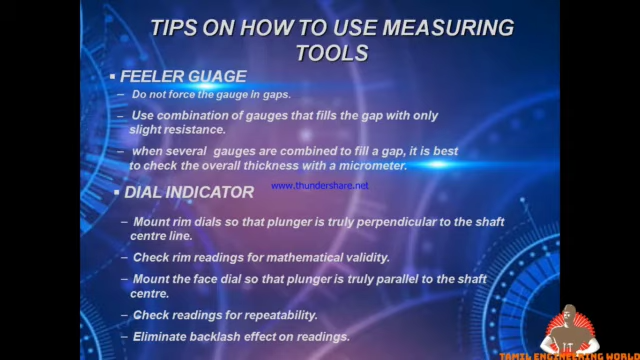 TIPS ON HOW TO USE MEASURING
TOOLS
▪ FEELER GUAGE
– Do not force the gauge in gaps.
– Use combination of gauges that fills the gap with only
slight resistance.
– when several gauges are combined to fill a gap, it is best
to check the overall thickness with a micrometer.
www.thundershare.net
▪ DIAL INDICATOR
– Mount rim dials so that plunger is truly perpendicular to the shaft
centre line.
– Check rim readings for mathematical validity.
– Mount the face dial so that plunger is truly parallel to the shaft
centre.
– Check readings for repeatability.
– Eliminate backlash effect on readings.
IT
TAMIL ENGINEERING WORLD